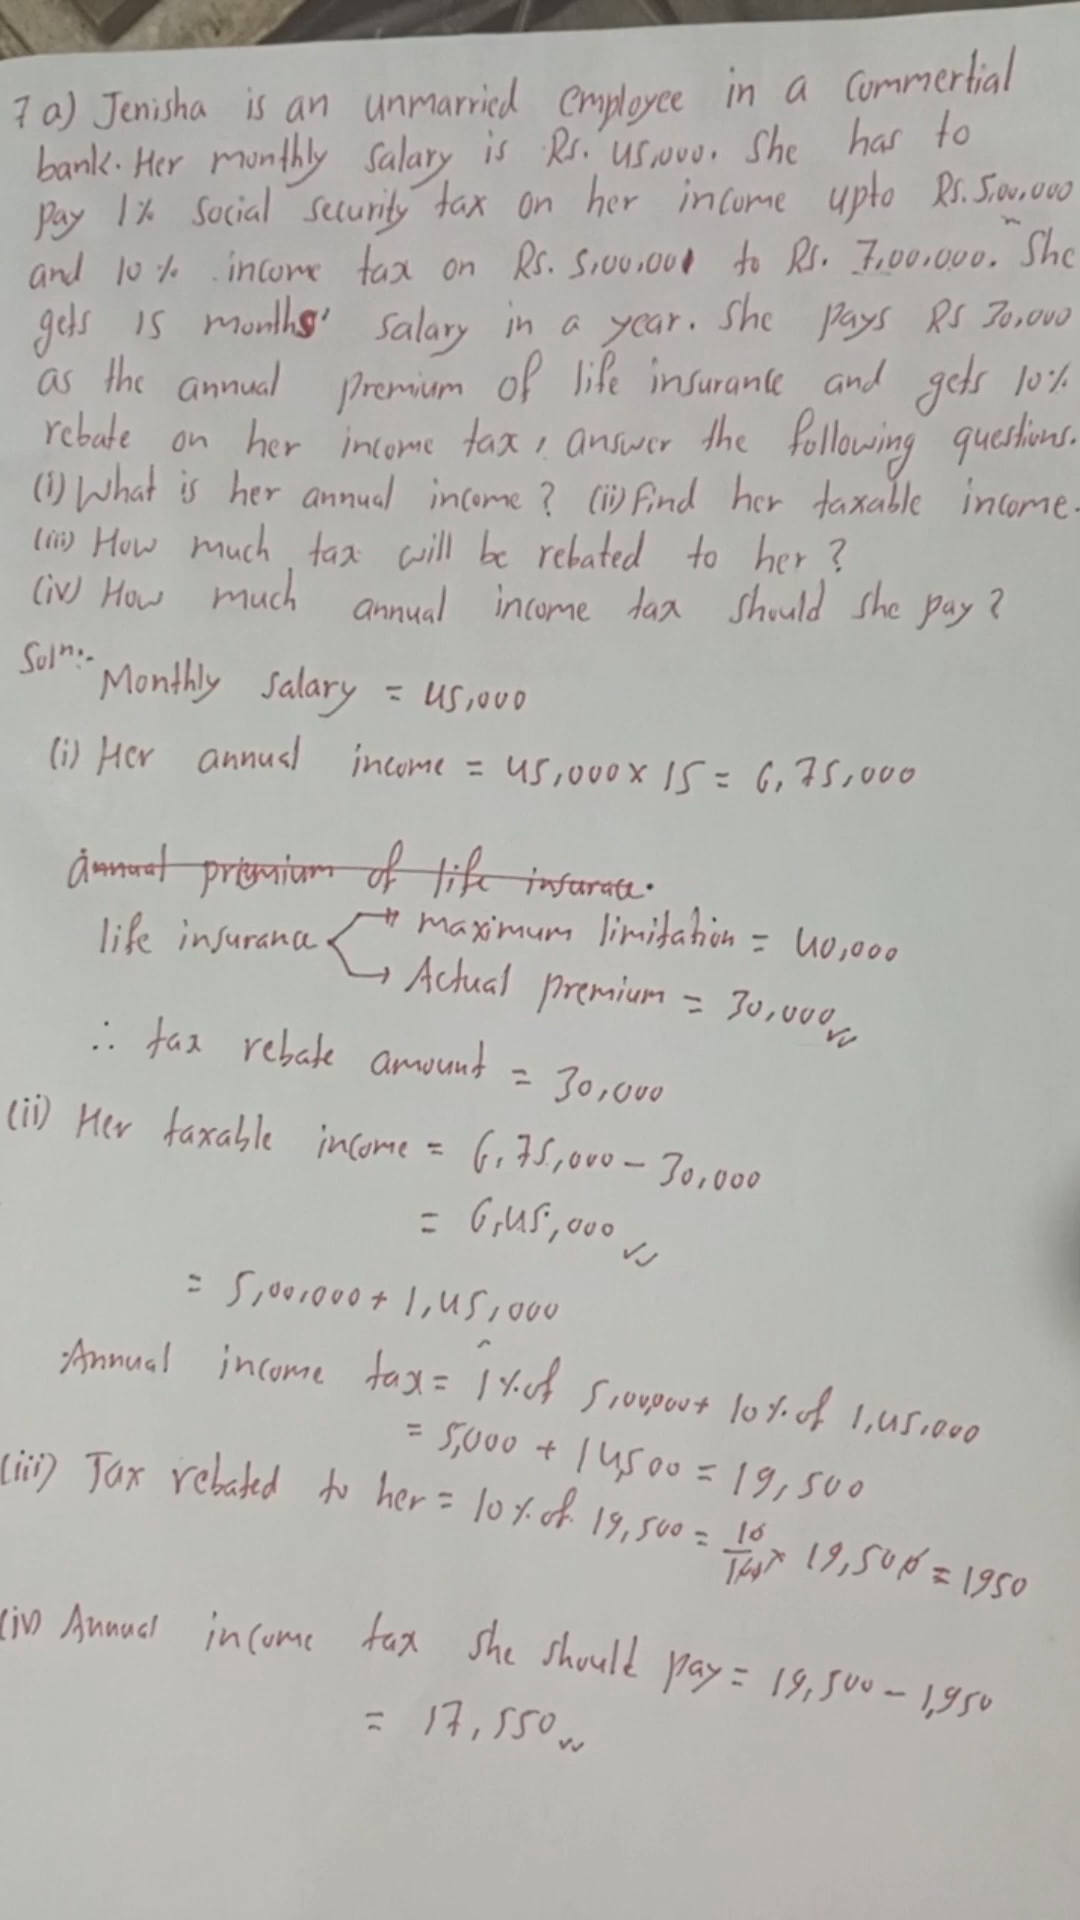 7 a) Jenisha is an unmarried employee in a Commertial
bank. Her monthly salary is Rs. 45,000. She has to
pay 1% social security tax on her income upto Rs. 5,00,000
and 10% income tax on Rs. 5,00,001 to Rs. 7,00,000. She
gets 15 months' salary in a year. She pays RS 30,000
as the annual premium of life insurance and gets 10%
rebate on her income tax, answer the following questions.
(i) What is her annual income? (ii) Find her taxable income.
(iii) How much tax will be rebated to her?
(iv) How much annual income tax should she pay?
Solⁿ:-
Monthly salary = 45,000
(i) Her annual income = 45,000 x 15 = 6,75,000
annual premium of life insurace.
life insurance → maximum limitation = 40,000
→ Actual premium = 30,000
∴ tax rebate amount = 30,000
(ii) Her taxable income = 6,75,000 - 30,000
= 6,45,000
= 5,00,000 + 1,45,000
Annual income tax = 1% of 5,00,000 + 10% of 1,45,000
= 5,000 + 14,500 = 19,500
(iii) Tax rebated to her = 10% of 19,500 = 10/100 x 19,500 = 1950
(iv) Annual income tax she should pay = 19,500 - 1,950
= 17,550